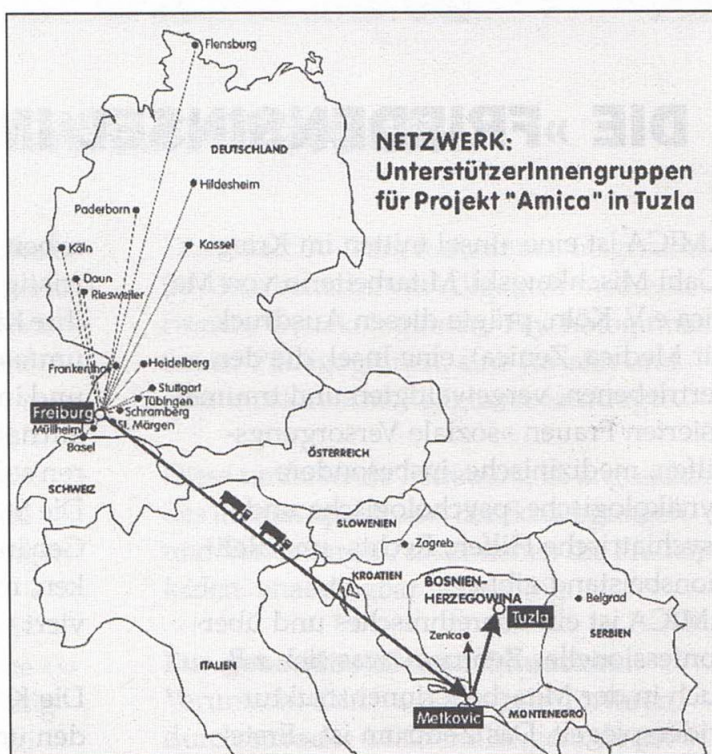 Flensburg
DEUTSCHLAND
NETZWERK:
UnterstützerInnengruppen
für Projekt "Amica" in Tuzla
Hildesheim
Paderborn
Köln
Kassel
Daun
Riesweiler
Frankenthal
Heidelberg
Stuttgart
Tübingen
Freiburg
Schramberg
Müllheim
St. Märgen
Basel
ÖSTERREICH
SCHWEIZ
SLOWENIEN
Zagreb
KROATIEN
BOSNIEN-
HERZEGOWINA
Belgrad
Tuzla
Zenica
SERBIEN
ITALIEN
Metkovic
MONTENEGRO